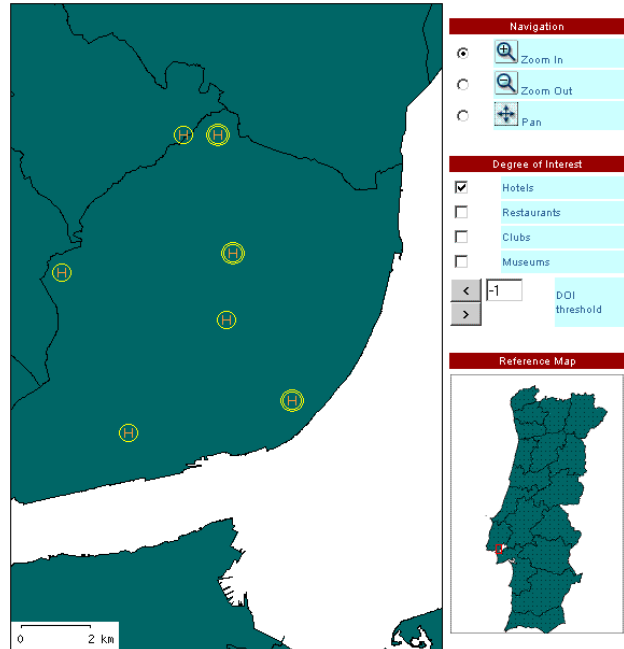 H H
H
H
H
H
H
0 2 km
Navigation
Zoom In
Zoom Out
Pan
Degree of Interest
Hotels
Restaurants
Clubs
Museums
< -1 DOI
> threshold
Reference Map